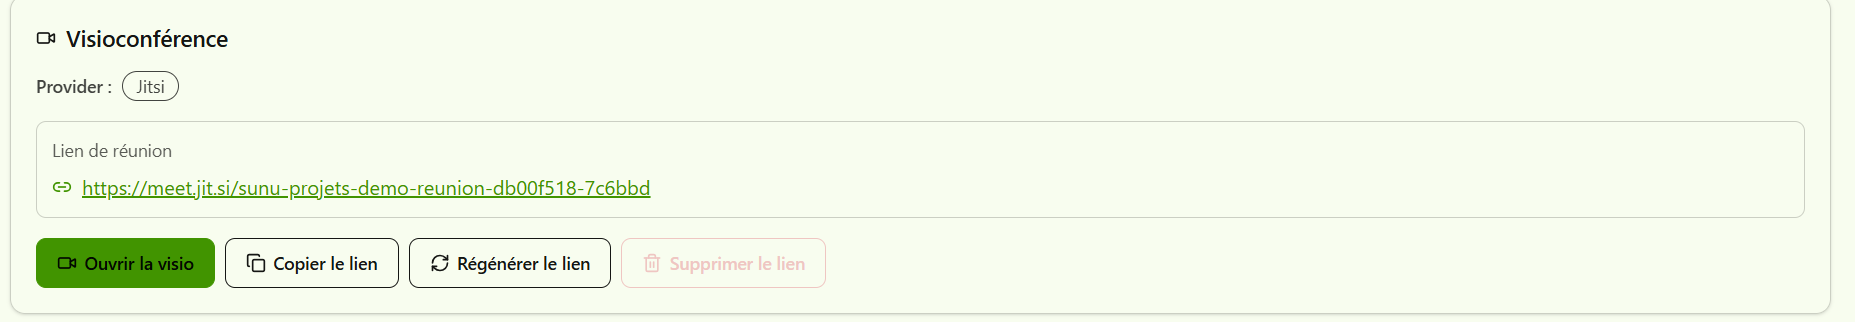 Visioconférence
Provider : Jitsi
Lien de réunion
https://meet.jit.si/sunu-projets-demo-reunion-db00f518-7c6bbd
Ouvrir la visio Copier le lien Régénérer le lien Supprimer le lien